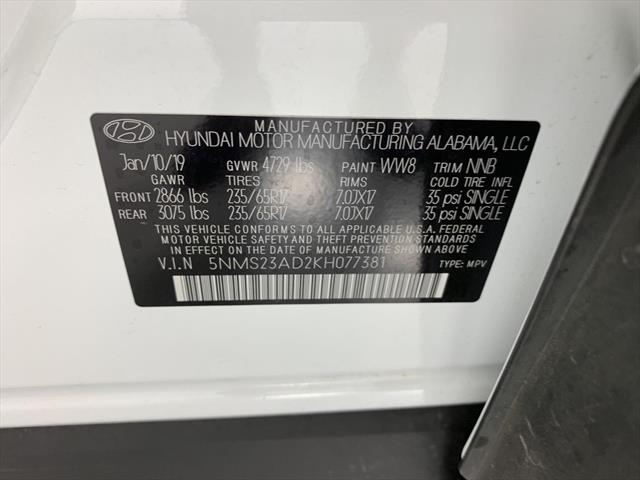 MANUFACTURED BY
HYUNDAI MOTOR MANUFACTURING ALABAMA, LLC
Jan/10/19 GVWR 4729 lbs PAINT WW8 TRIM NNB
GAWR TIRES RIMS COLD TIRE INFL
FRONT 2866 lbs 235/65R17 7.0JX17 35 psi SINGLE
REAR 3075 lbs 235/65R17 7.0JX17 35 psi SINGLE
THIS VEHICLE CONFORMS TO ALL APPLICABLE U.S.A. FEDERAL
MOTOR VEHICLE SAFETY, BUMPER, AND THEFT PREVENTION STANDARDS
IN EFFECT ON THE DATE OF MANUFACTURE SHOWN ABOVE
V.I.N 5NMS23AD2KH077381 TYPE: MPV